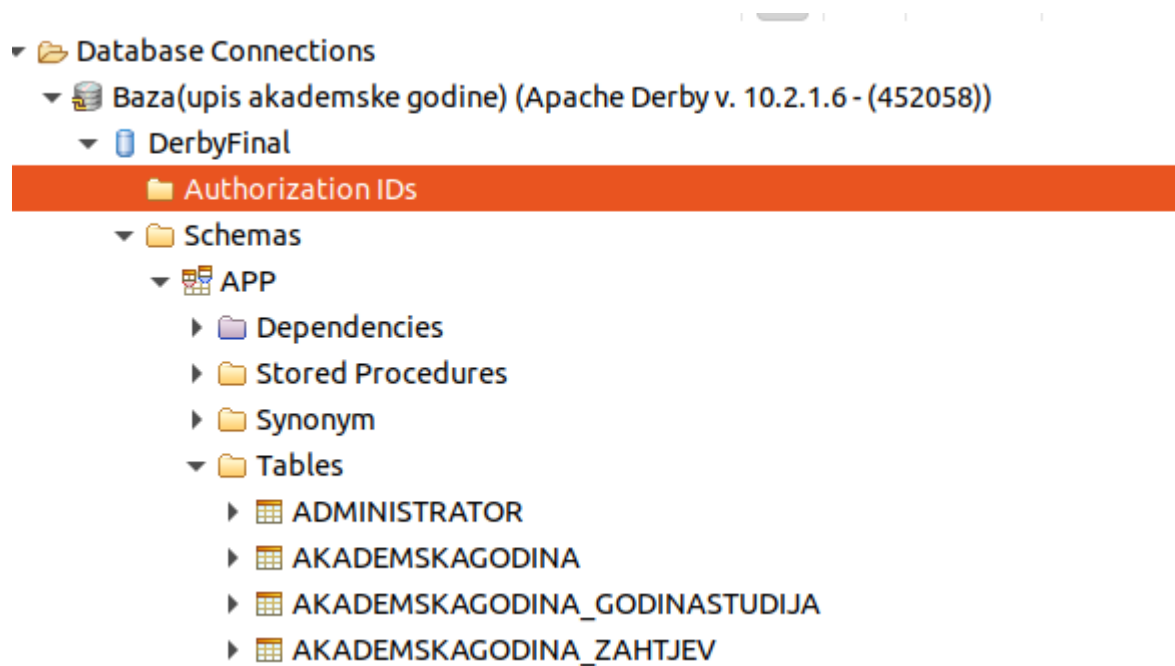 Database Connections
Baza(upis akademske godine) (Apache Derby v. 10.2.1.6 - (452058))
DerbyFinal
Authorization IDs
Schemas
APP
Dependencies
Stored Procedures
Synonym
Tables
ADMINISTRATOR
AKADEMSKAGODINA
AKADEMSKAGODINA_GODINASTUDIJA
AKADEMSKAGODINA_ZAHTJEV